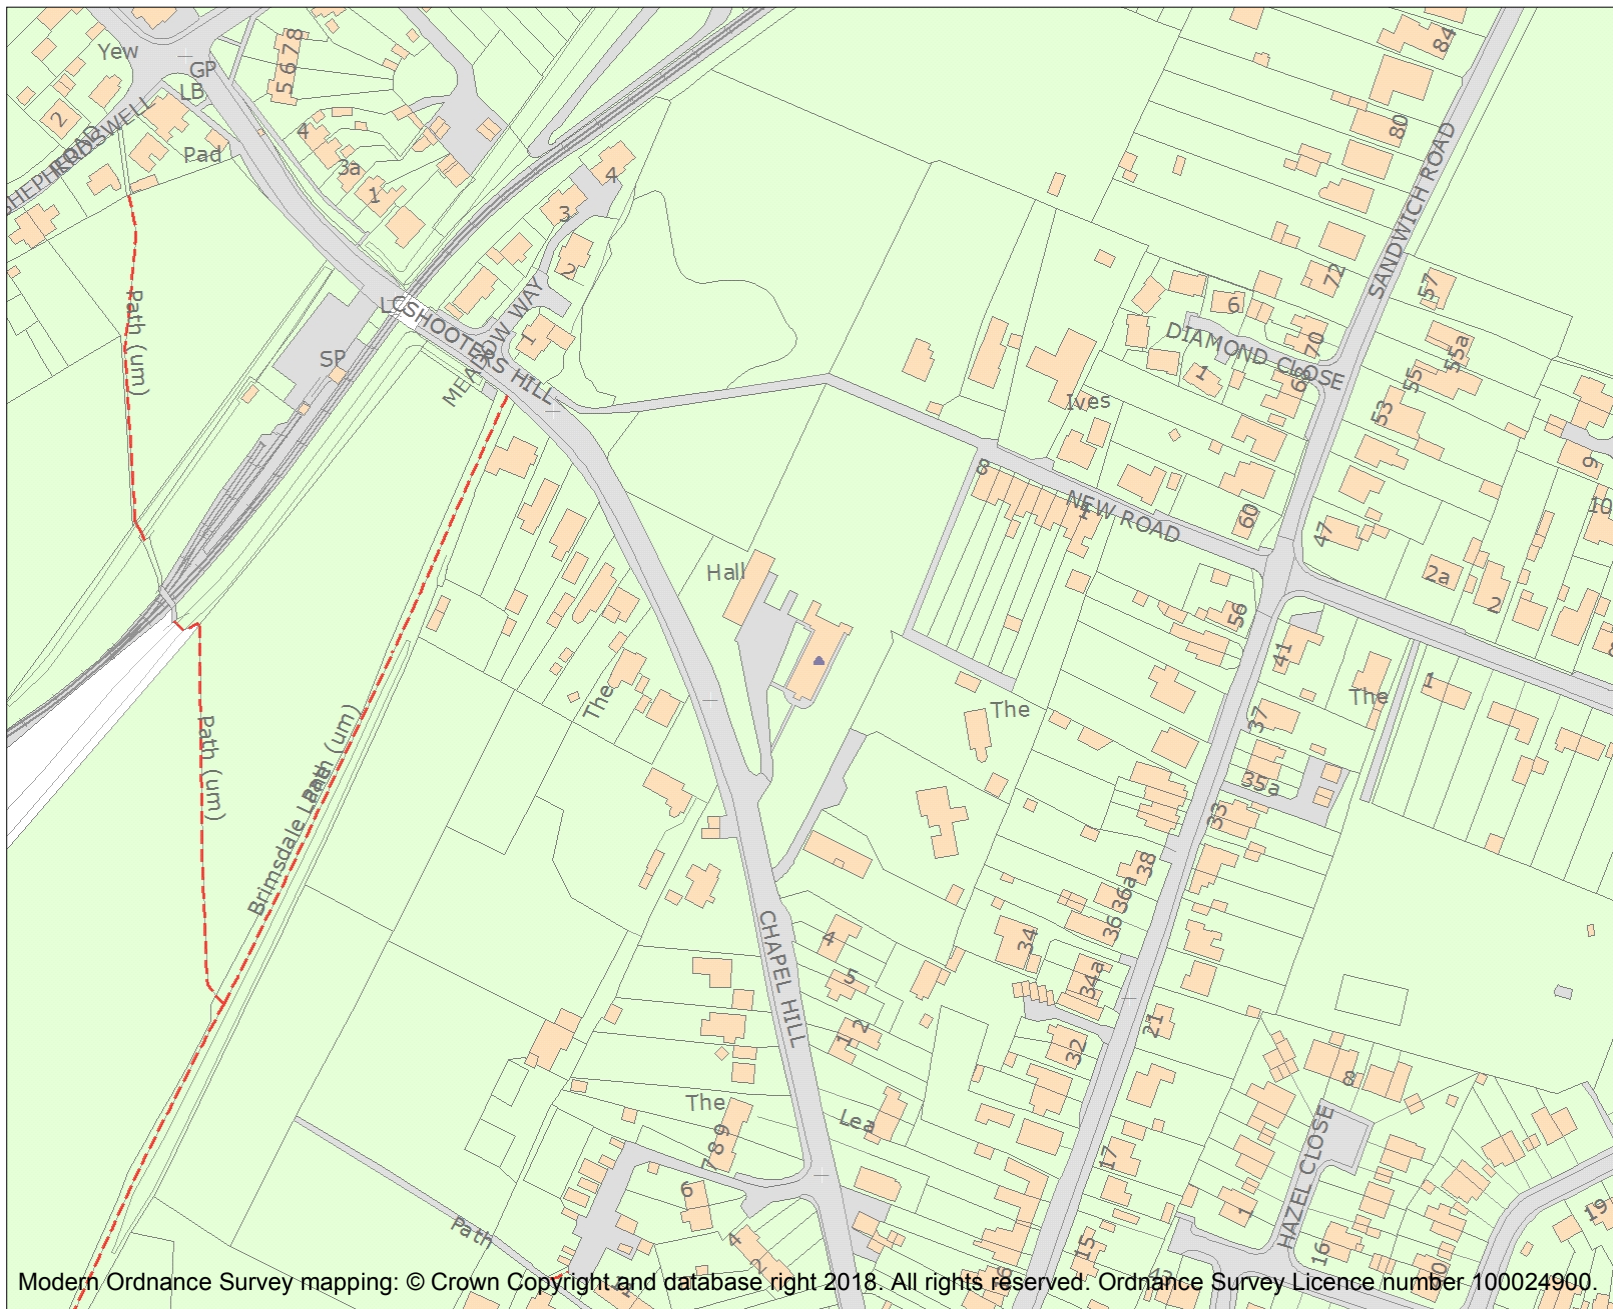 Yew
GP
LB
5 6 7 8
84
2
SHEPHERDSWELL
ROAD
Pad
4
3a
1
80
4
3
2
SANDWICH ROAD
72
57
6
Path (um)
LC
SHOOTERS HILL
MEADOW WAY
1
SP
DIAMOND CLOSE
70
68
1
55a
55
53
Ives
8
1
NEW ROAD
60
47
9
10
Hall
2a
2
56
41
The
The
The
1
37
Path (um)
Brimsdale Lane
Path (um)
35a
33
38
36a
36
34
34a
CHAPEL HILL
4
5
2
1
21
32
8
The
7 8 9
Lea
17
HAZEL CLOSE
6
1
19
Path
4
2
15
16
Modern Ordnance Survey mapping: © Crown Copyright and database right 2018. All rights reserved. Ordnance Survey Licence number 100024900.